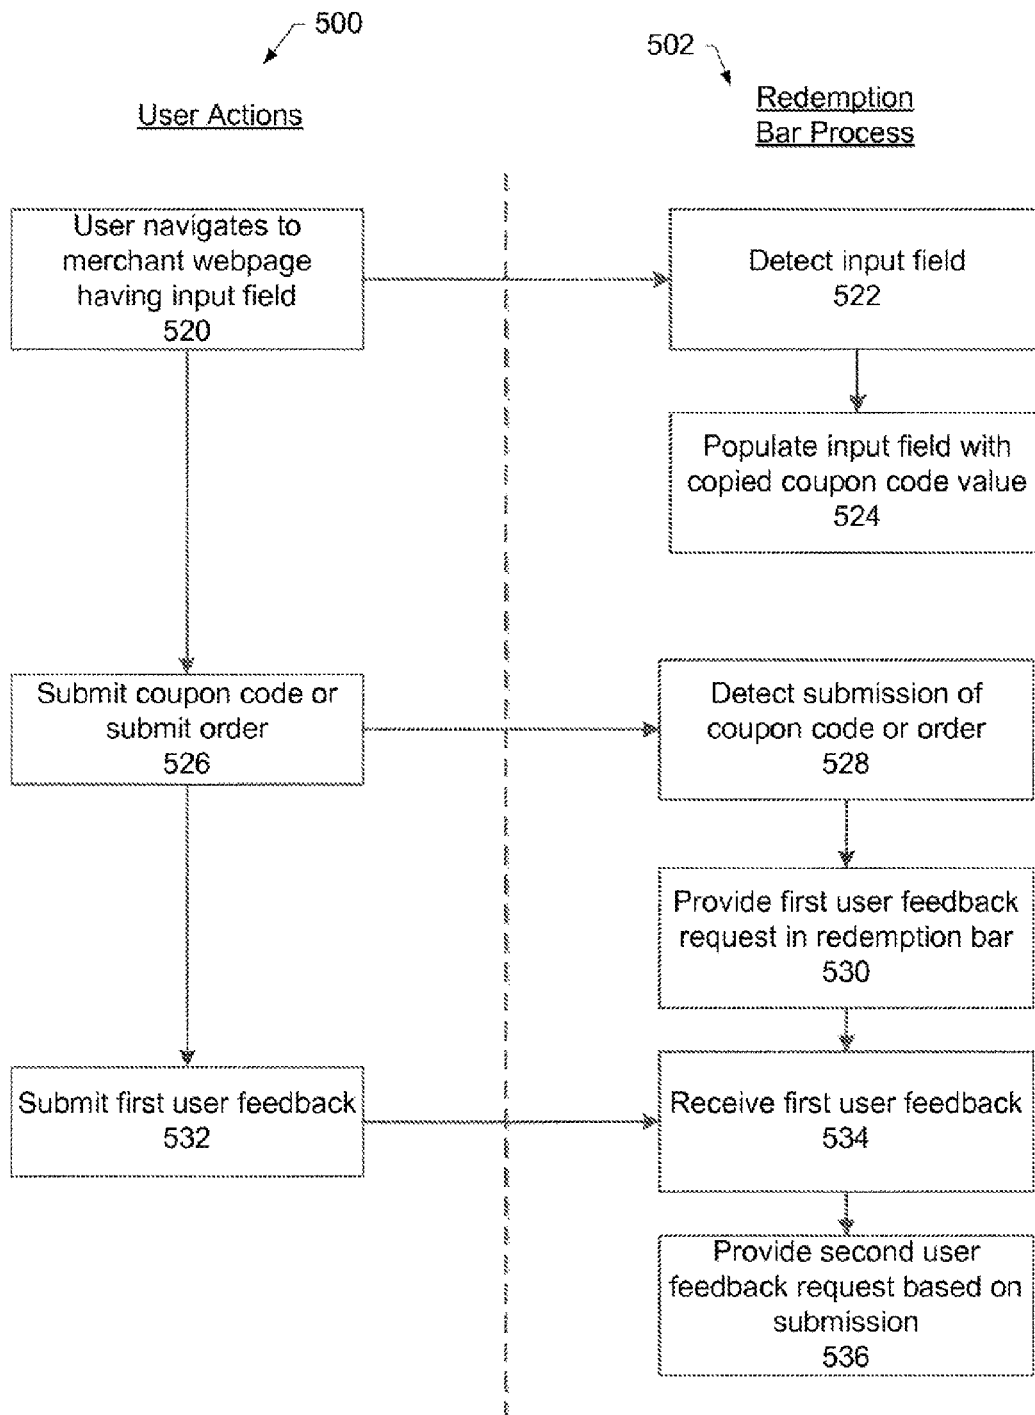 500
502
User Actions
Redemption
Bar Process
User navigates to
merchant webpage
having input field
520
Detect input field
522
Populate input field with
copied coupon code value
524
Submit coupon code or
submit order
526
Detect submission of
coupon code or order
528
Provide first user feedback
request in redemption bar
530
Submit first user feedback
532
Receive first user feedback
534
Provide second user
feedback request based on
submission
536